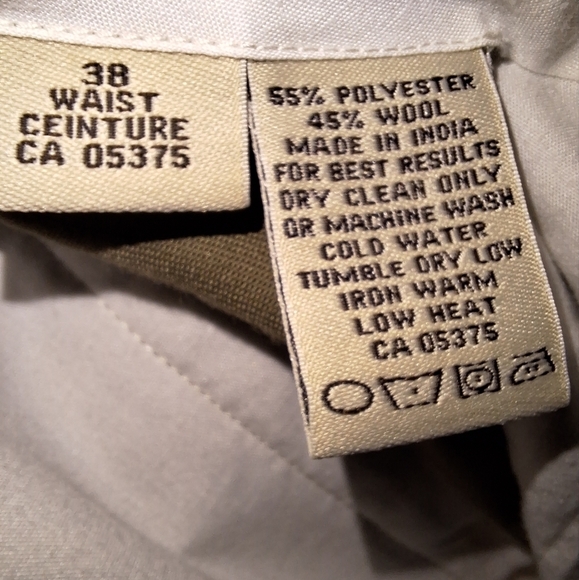 38
WAIST
CEINTURE
CA 05375
55% POLYESTER
45% WOOL
MADE IN INDIA
FOR BEST RESULTS
DRY CLEAN ONLY
OR MACHINE WASH
COLD WATER
TUMBLE DRY LOW
IRON WARM
LOW HEAT
CA 05375